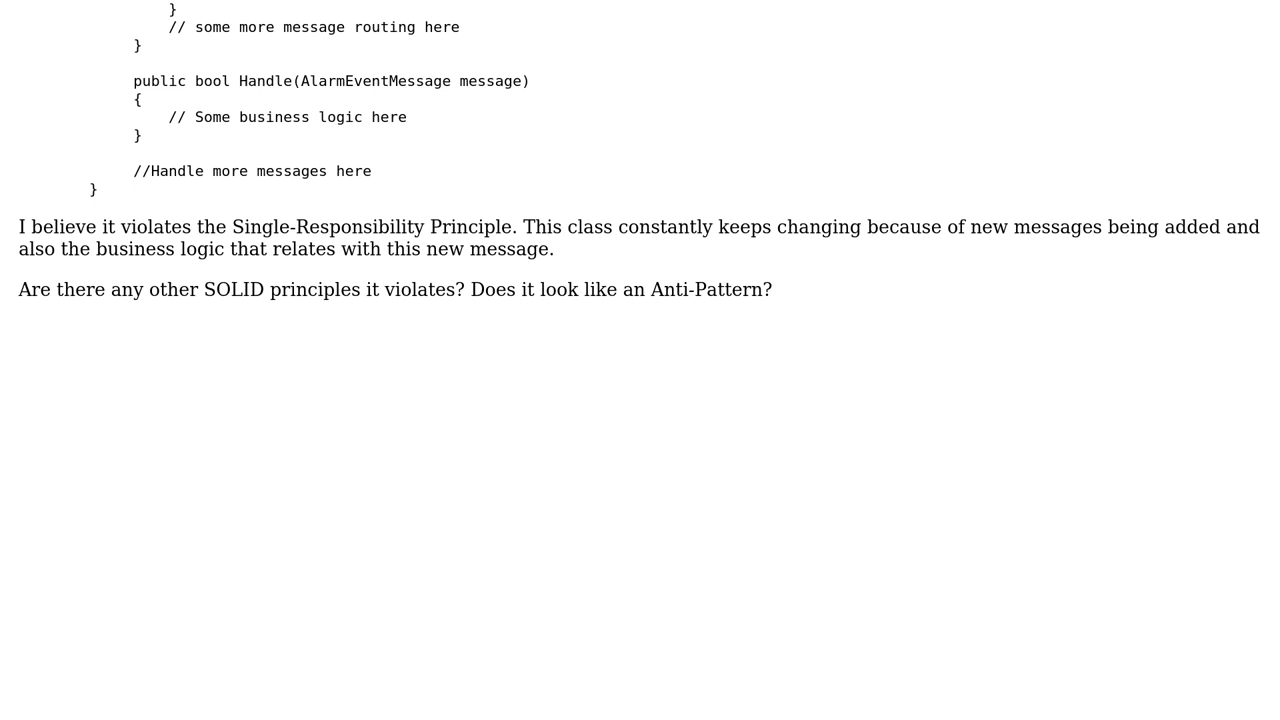 }
// some more message routing here
}
public bool Handle(AlarmEventMessage message)
{
// Some business logic here
}
//Handle more messages here
}
I believe it violates the Single-Responsibility Principle. This class constantly keeps changing because of new messages being added and
also the business logic that relates with this new message.
Are there any other SOLID principles it violates? Does it look like an Anti-Pattern?